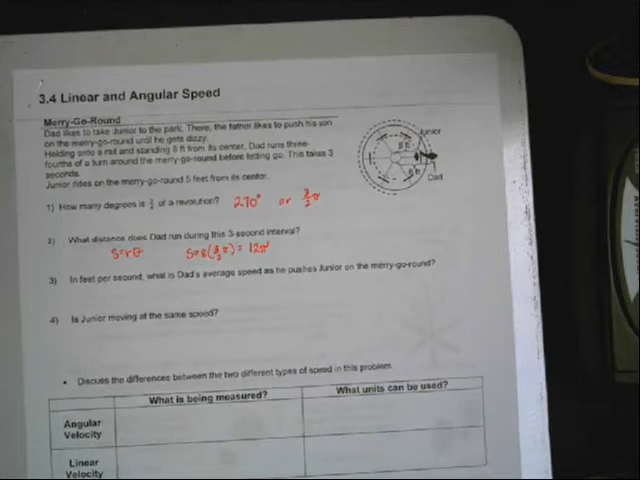 3.4 Linear and Angular Speed
Merry-Go-Round
Dad likes to take Junior to the park. There, the father likes to push his son
on the merry-go-round until he gets dizzy.
Holding onto a rail and standing 8 ft from its center, Dad runs three-
fourths of a turn around the merry-go-round before letting go. This takes 3
seconds.
Junior rides on the merry-go-round 5 feet from its center.
Junior
8 ft
Dad
1) How many degrees is 3/4 of a revolution? 270° or 3/2 π
2) What distance does Dad run during this 3-second interval?
S=rθ S=8(3/2 π) = 12π'
3) In feet per second, what is Dad's average speed as he pushes Junior on the merry-go-round?
4) Is Junior moving at the same speed?
• Discuss the differences between the two different types of speed in this problem.
What is being measured? What units can be used?
Angular
Velocity
Linear
Velocity